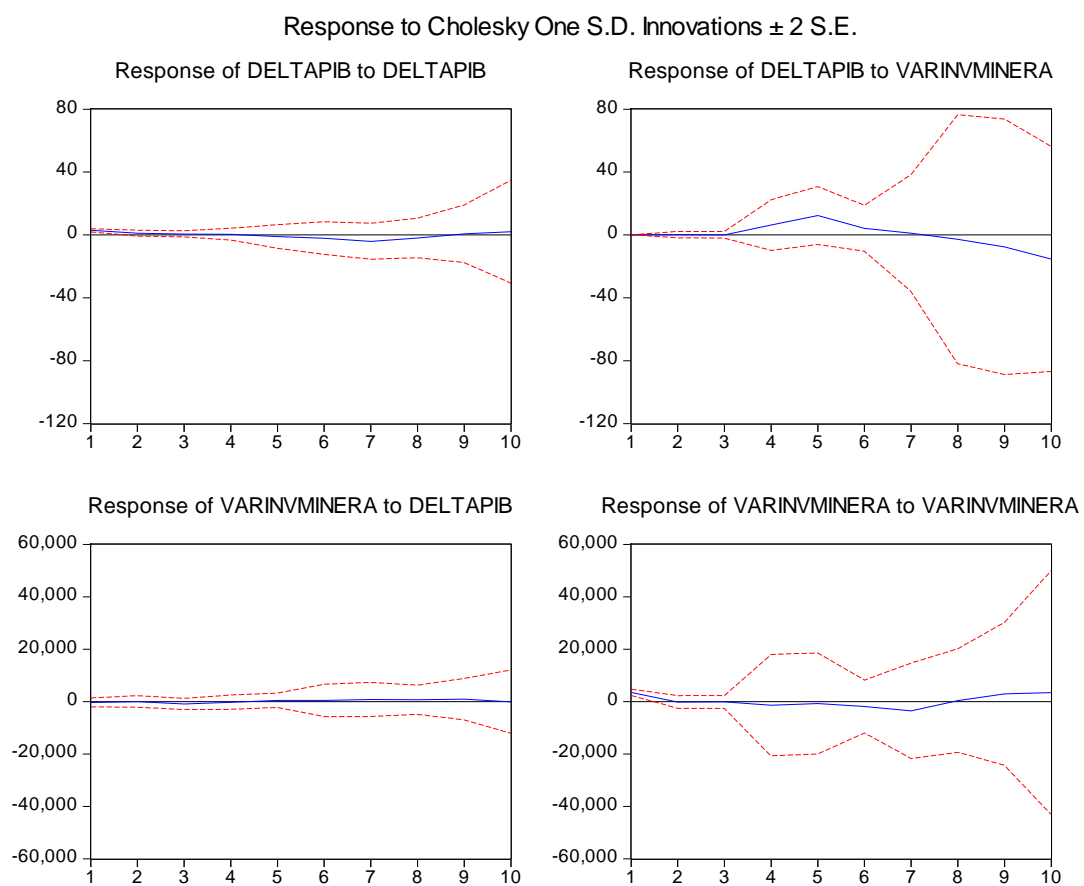 Response to Cholesky One S.D. Innovations ± 2 S.E.
Response of DELTAPIB to DELTAPIB
80
40
0
-40
-80
-120
1 2 3 4 5 6 7 8 9 10
Response of DELTAPIB to VARINVMINERA
80
40
0
-40
-80
-120
1 2 3 4 5 6 7 8 9 10
Response of VARINVMINERA to DELTAPIB
60,000
40,000
20,000
0
-20,000
-40,000
-60,000
1 2 3 4 5 6 7 8 9 10
Response of VARINVMINERA to VARINVMINERA
60,000
40,000
20,000
0
-20,000
-40,000
-60,000
1 2 3 4 5 6 7 8 9 10